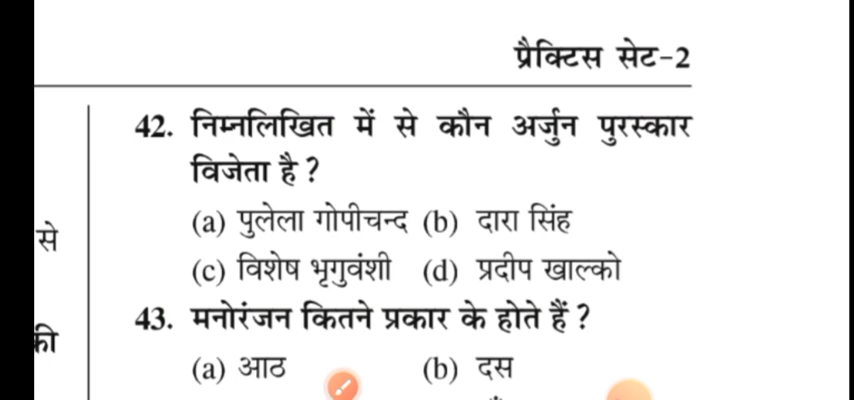 प्रैक्टिस सेट-2
42. निम्नलिखित में से कौन अर्जुन पुरस्कार
विजेता है ?
से
(a) पुलेला गोपीचन्द (b) दारा सिंह
(c) विशेष भृगुवंशी (d) प्रदीप खाल्को
43. मनोरंजन कितने प्रकार के होते हैं ?
की
(a) आठ (b) दस